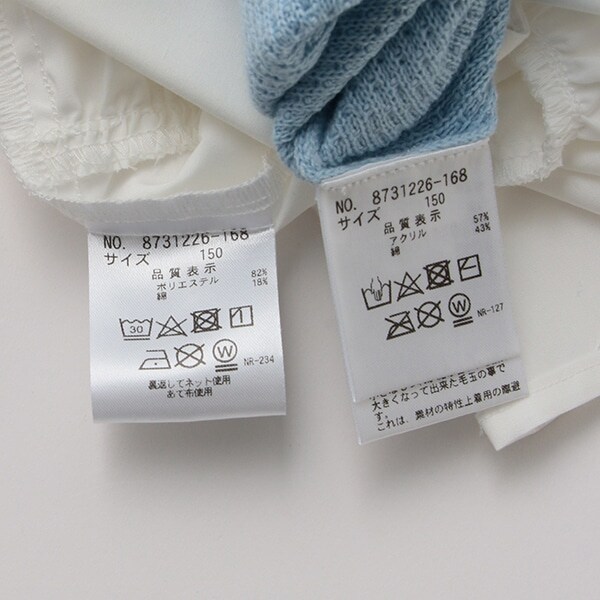 NO. 8731226-168
サイズ 150
品質表示
ポリエステル 82%
綿 18%
30
W
NR-234
裏返してネット使用
あて布使用
NO. 8731226-168
サイズ 150
品質表示
アクリル 57%
綿 43%
W
NR-127
大きくなって出来た毛玉の事で
す。
これは、素材の特性上着用の際避